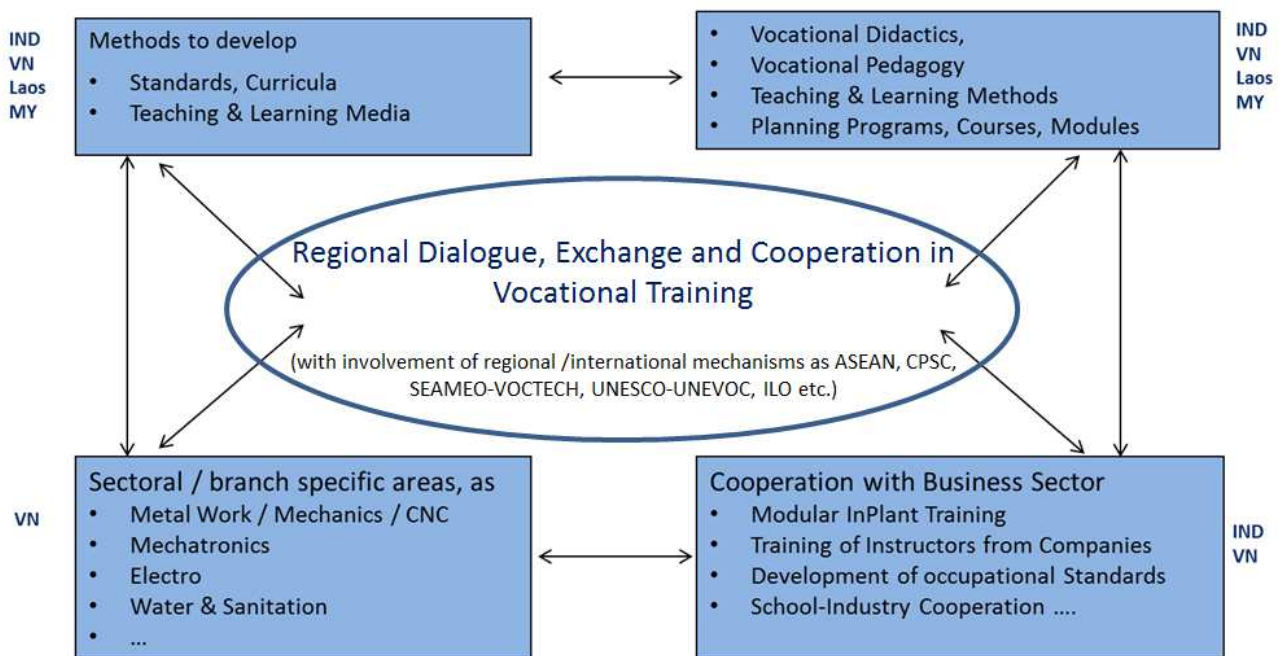 IND
VN
Laos
MY
Methods to develop
• Standards, Curricula
• Teaching & Learning Media
• Vocational Didactics,
• Vocational Pedagogy
• Teaching & Learning Methods
• Planning Programs, Courses, Modules
IND
VN
Laos
MY
Regional Dialogue, Exchange and Cooperation in
Vocational Training
(with involvement of regional /international mechanisms as ASEAN, CPSC,
SEAMEO-VOCTECH, UNESCO-UNEVOC, ILO etc.)
VN
Sectoral / branch specific areas, as
• Metal Work / Mechanics / CNC
• Mechatronics
• Electro
• Water & Sanitation
• ...
Cooperation with Business Sector
• Modular InPlant Training
• Training of Instructors from Companies
• Development of occupational Standards
• School-Industry Cooperation ....
IND
VN